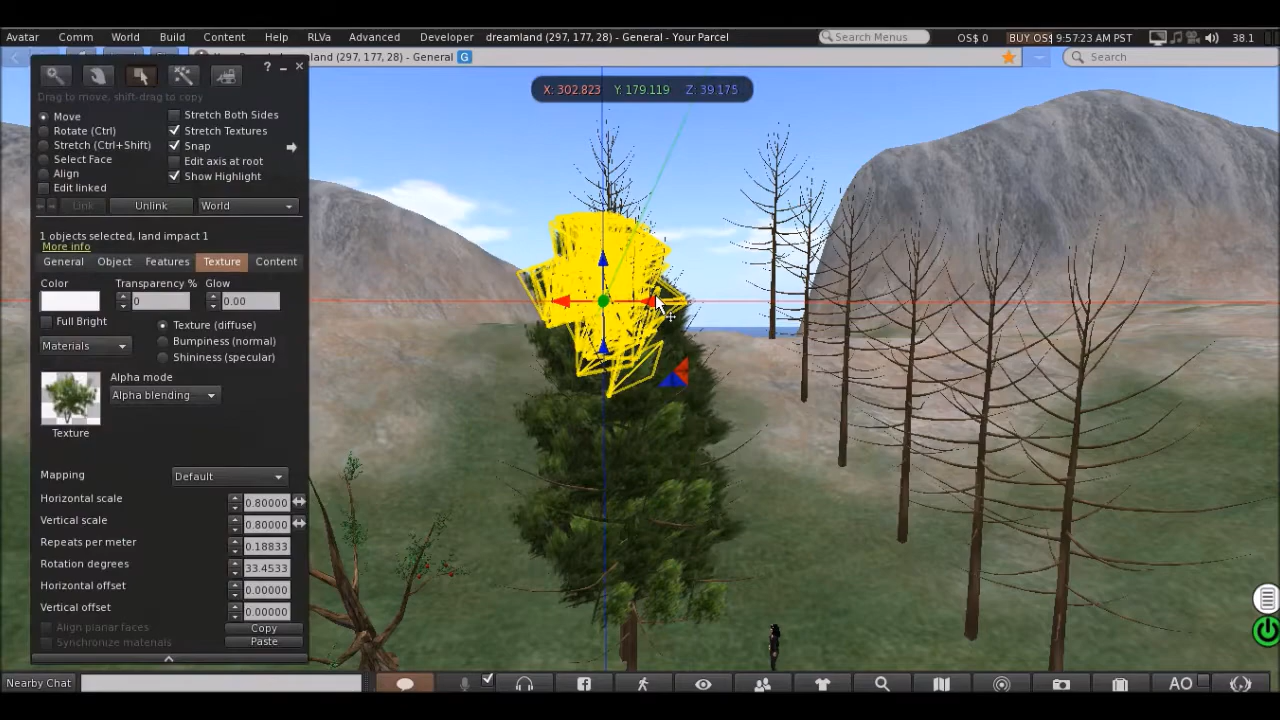 Avatar Comm World Build Content Help RLVa Advanced Developer dreamland (297, 177, 28) - General - Your Parcel Search Menus OS$ 0 BUY OS$ 9:57:23 AM PST 38.1
land (297, 177, 28) - General G Search
? _ ×
Drag to move, shift-drag to copy
X: 302.823 Y: 179.119 Z: 39.175
Move Stretch Both Sides
Rotate (Ctrl) Stretch Textures
Stretch (Ctrl+Shift) Snap
Select Face Edit axis at root
Align Show Highlight
Edit linked
Link Unlink World
1 objects selected, land impact 1
More info
General Object Features Texture Content
Color Transparency % Glow
0 0.00
Full Bright Texture (diffuse)
Materials Bumpiness (normal)
Shininess (specular)
Alpha mode
Alpha blending
Texture
Mapping Default
Horizontal scale 0.80000
Vertical scale 0.80000
Repeats per meter 0.18833
Rotation degrees 33.4533
Horizontal offset 0.00000
Vertical offset 0.00000
Align planar faces Copy
Synchronize materials Paste
Nearby Chat AO